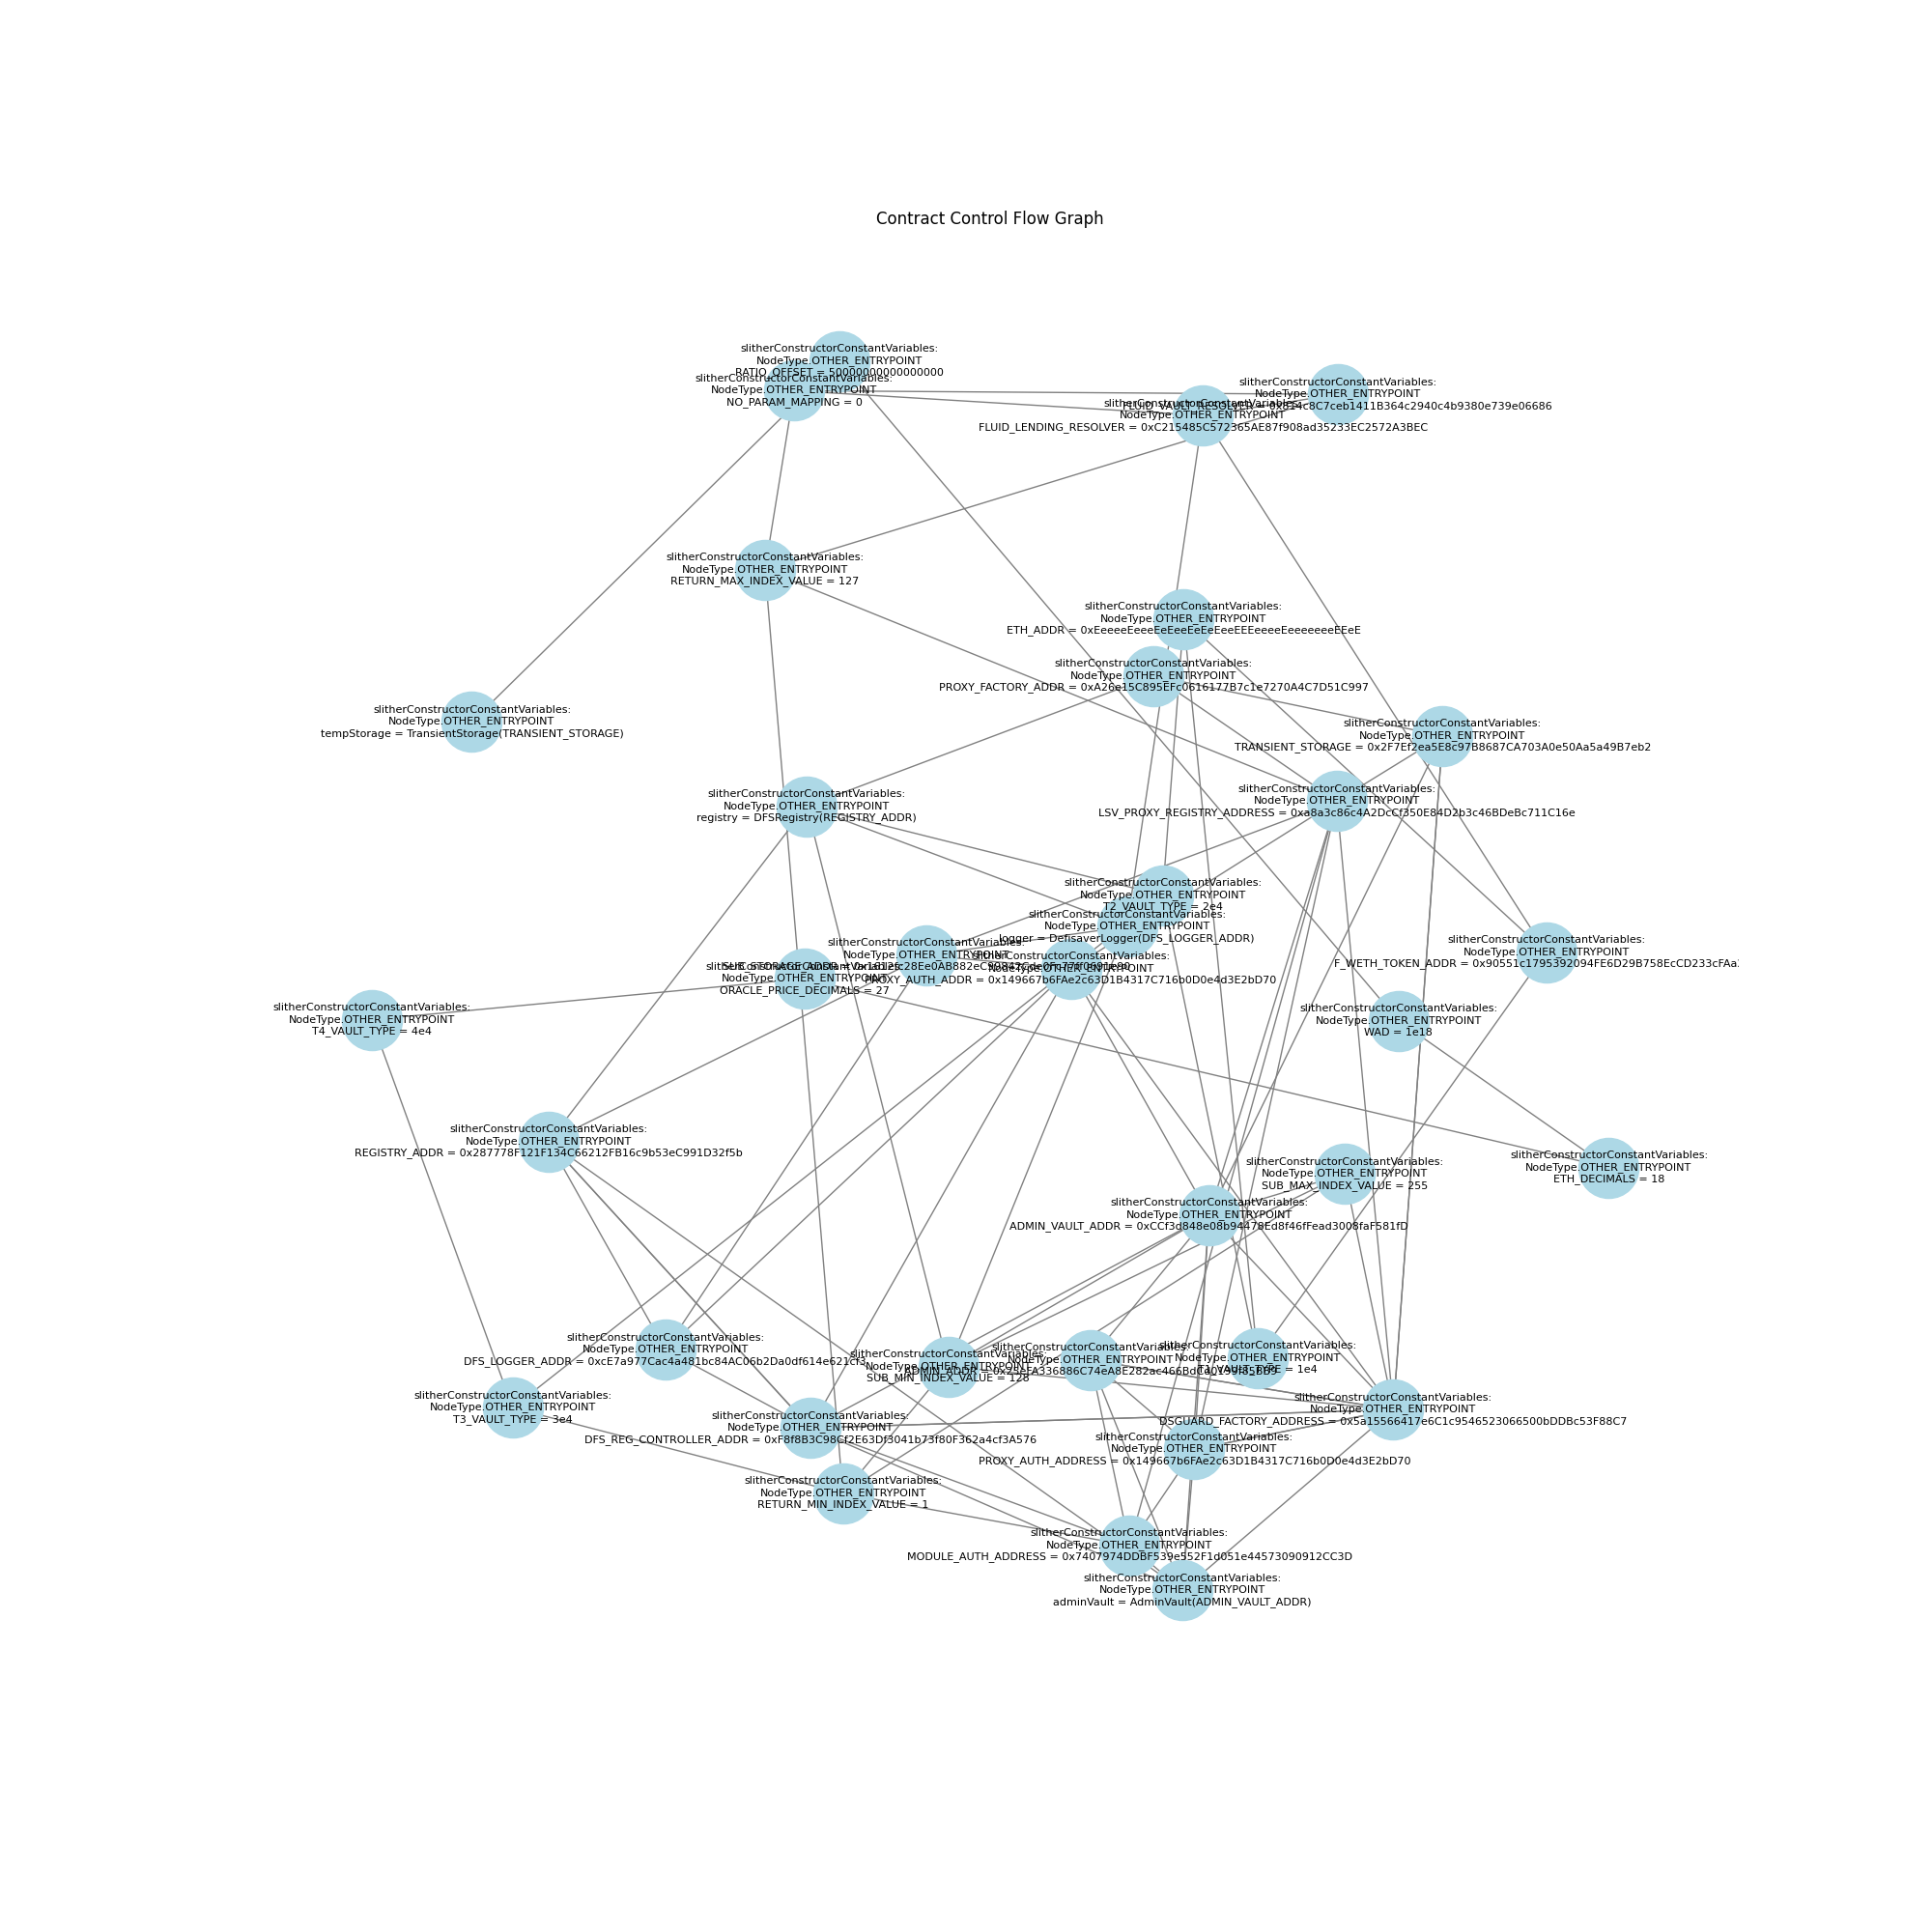 Contract Control Flow Graph
slitherConstructorConstantVariables:
NodeType.OTHER_ENTRYPOINT
RATIO_OFFSET = 50000000000000000
slitherConstructorConstantVariables:
NodeType.OTHER_ENTRYPOINT
NO_PARAM_MAPPING = 0
slitherConstructorConstantVariables:
NodeType.OTHER_ENTRYPOINT
FLUID_VAULT_RESOLVER = 0x814c8C7ceb1411B364c2940c4b9380e739e06686
slitherConstructorConstantVariables:
NodeType.OTHER_ENTRYPOINT
FLUID_LENDING_RESOLVER = 0xC215485C572365AE87f908ad35233EC2572A3BEC
slitherConstructorConstantVariables:
NodeType.OTHER_ENTRYPOINT
RETURN_MAX_INDEX_VALUE = 127
slitherConstructorConstantVariables:
NodeType.OTHER_ENTRYPOINT
ETH_ADDR =
slitherConstructorConstantVariables:
NodeType.OTHER_ENTRYPOINT
PROXY_FACTORY_ADDR = 0xA26e15C895EFc0616177B7c1e7270A4C7D51C997
slitherConstructorConstantVariables:
NodeType.OTHER_ENTRYPOINT
tempStorage = TransientStorage(TRANSIENT_STORAGE)
slitherConstructorConstantVariables:
NodeType.OTHER_ENTRYPOINT
TRANSIENT_STORAGE = 0x2F7Ef2ea5E8c97B8687CA703A0e50Aa5a49B7eb2
slitherConstructorConstantVariables:
NodeType.OTHER_ENTRYPOINT
LSV_PROXY_REGISTRY_ADDRESS = 0xa8a3c86c4A2DcCf350E84D2b3c46BDeBc711C16e
slitherConstructorConstantVariables:
NodeType.OTHER_ENTRYPOINT
registry = DFSRegistry(REGISTRY_ADDR)
slitherConstructorConstantVariables:
NodeType.OTHER_ENTRYPOINT
T2_VAULT_TYPE = 2e4
slitherConstructorConstantVariables:
NodeType.OTHER_ENTRYPOINT
logger = DefisaverLogger(DFS_LOGGER_ADDR)
slitherConstructorConstantVariables:
NodeType.OTHER_ENTRYPOINT
SUB_STORAGE_ADDR =
slitherConstructorConstantVariables:
NodeType.OTHER_ENTRYPOINT
F_WETH_TOKEN_ADDR =
slitherConstructorConstantVariables:
NodeType.OTHER_ENTRYPOINT
PROXY_AUTH_ADDR = 0x149667b6FAe2c63D1B4317C716b0D0e4d3E2bD70
slitherConstructorConstantVariables:
NodeType.OTHER_ENTRYPOINT
ORACLE_PRICE_DECIMALS = 27
slitherConstructorConstantVariables:
NodeType.OTHER_ENTRYPOINT
T4_VAULT_TYPE = 4e4
slitherConstructorConstantVariables:
NodeType.OTHER_ENTRYPOINT
WAD = 1e18
slitherConstructorConstantVariables:
NodeType.OTHER_ENTRYPOINT
REGISTRY_ADDR = 0x287778F121F134C66212FB16c9b53eC991D32f5b
slitherConstructorConstantVariables:
NodeType.OTHER_ENTRYPOINT
ETH_DECIMALS = 18
slitherConstructorConstantVariables:
NodeType.OTHER_ENTRYPOINT
SUB_MAX_INDEX_VALUE = 255
slitherConstructorConstantVariables:
NodeType.OTHER_ENTRYPOINT
ADMIN_VAULT_ADDR = 0xCCf3d848e08b94478Ed8f46fFead3008faF581fD
slitherConstructorConstantVariables:
NodeType.OTHER_ENTRYPOINT
DFS_LOGGER_ADDR = 0xcE7a977Cac4a481bc84AC06b2Da0df614e621cf3
slitherConstructorConstantVariables:
NodeType.OTHER_ENTRYPOINT
SUB_MIN_INDEX_VALUE = 128
slitherConstructorConstantVariables:
NodeType.OTHER_ENTRYPOINT
ADMIN_ADDR =
slitherConstructorConstantVariables:
NodeType.OTHER_ENTRYPOINT
T1_VAULT_TYPE = 1e4
slitherConstructorConstantVariables:
NodeType.OTHER_ENTRYPOINT
T3_VAULT_TYPE = 3e4
slitherConstructorConstantVariables:
NodeType.OTHER_ENTRYPOINT
DSGUARD_FACTORY_ADDRESS = 0x5a15566417e6C1c9546523066500bDDBc53F88C7
slitherConstructorConstantVariables:
NodeType.OTHER_ENTRYPOINT
DFS_REG_CONTROLLER_ADDR = 0xF8f8B3C98Cf2E63Df3041b73f80F362a4cf3A576
slitherConstructorConstantVariables:
NodeType.OTHER_ENTRYPOINT
PROXY_AUTH_ADDRESS = 0x149667b6FAe2c63D1B4317C716b0D0e4d3E2bD70
slitherConstructorConstantVariables:
NodeType.OTHER_ENTRYPOINT
RETURN_MIN_INDEX_VALUE = 1
slitherConstructorConstantVariables:
NodeType.OTHER_ENTRYPOINT
MODULE_AUTH_ADDRESS = 0x7407974DDBF539e552F1d051e44573090912CC3D
slitherConstructorConstantVariables:
NodeType.OTHER_ENTRYPOINT
adminVault = AdminVault(ADMIN_VAULT_ADDR)